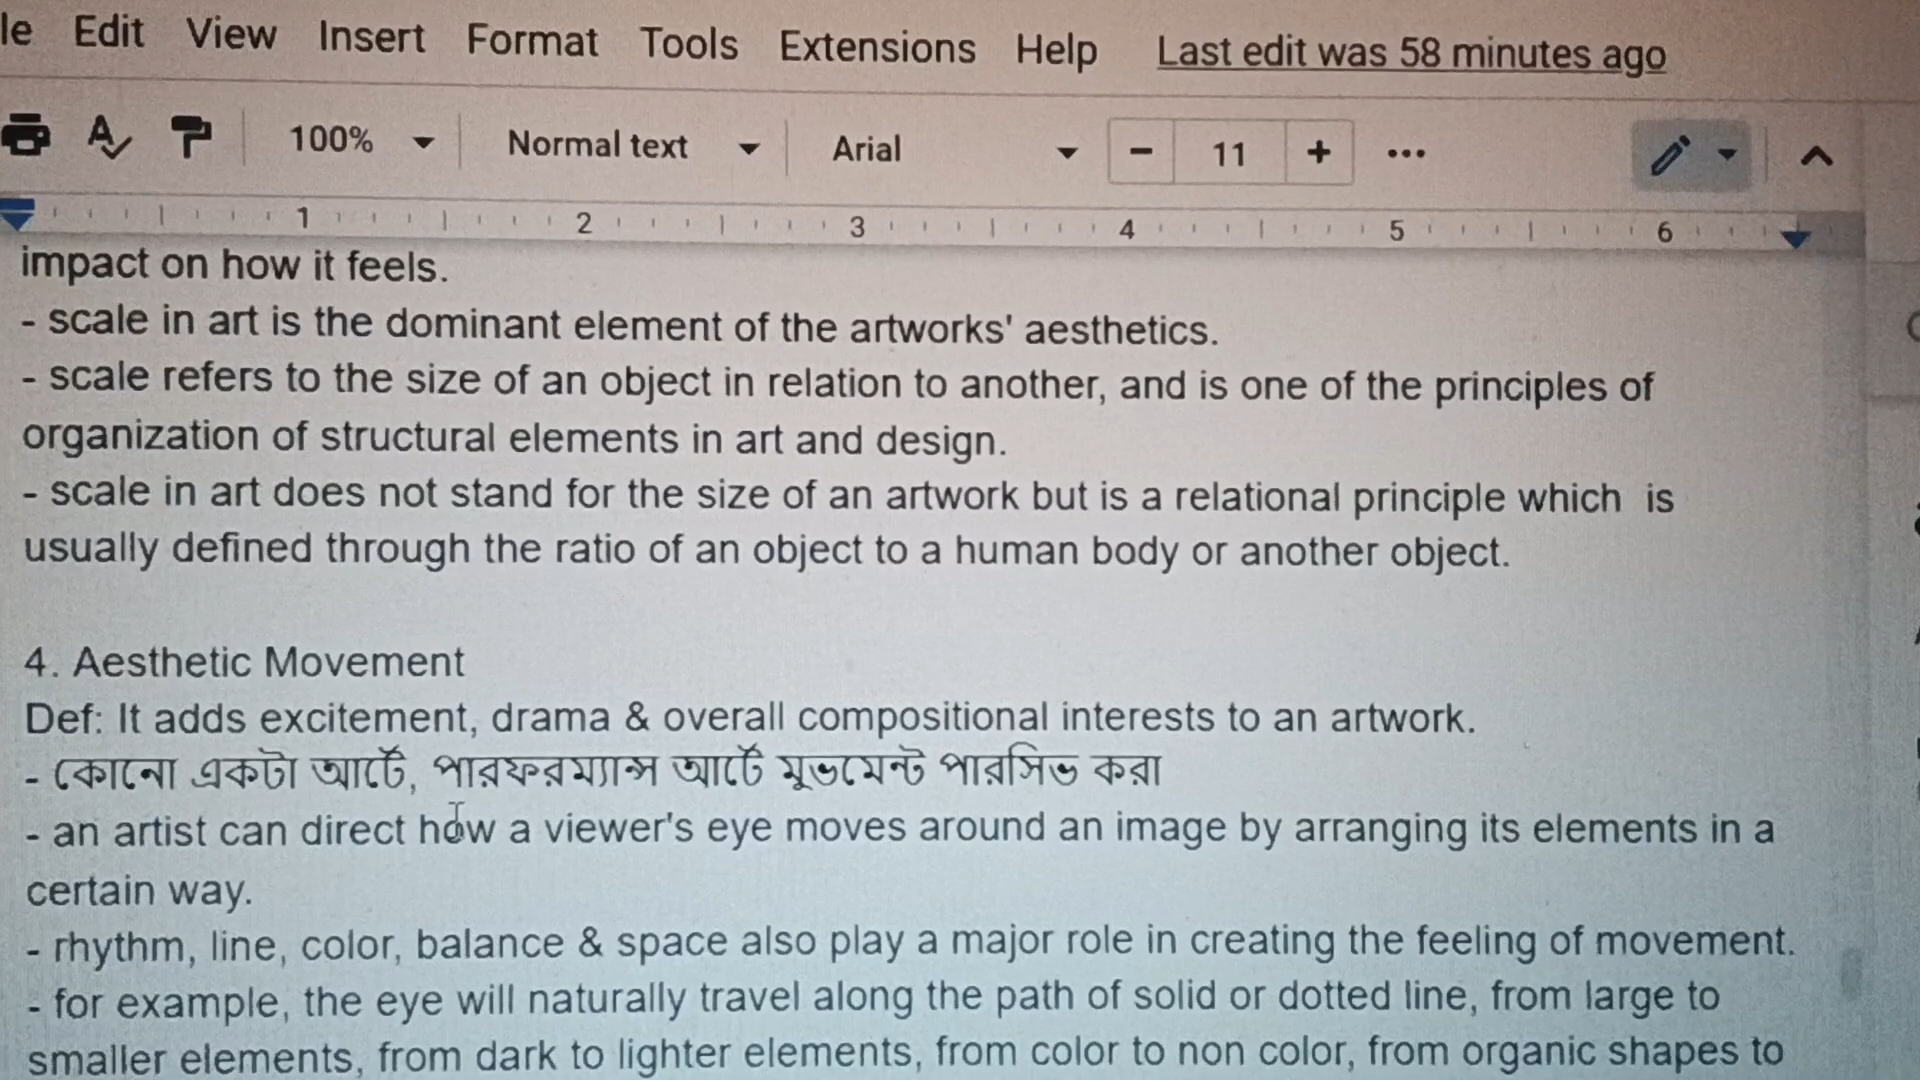 le Edit View Insert Format Tools Extensions Help Last edit was 58 minutes ago
100% Normal text Arial - 11 + ...
1 2 3 4 5 6
impact on how it feels.
- scale in art is the dominant element of the artworks' aesthetics.
- scale refers to the size of an object in relation to another, and is one of the principles of
organization of structural elements in art and design.
- scale in art does not stand for the size of an artwork but is a relational principle which  is
usually defined through the ratio of an object to a human body or another object.
4. Aesthetic Movement
Def: It adds excitement, drama & overall compositional interests to an artwork.
- কোনো একটা আর্টে, পারফরম্যান্স আর্টে মুভমেন্ট পারসিভ করা
- an artist can direct how a viewer's eye moves around an image by arranging its elements in a
certain way.
- rhythm, line, color, balance & space also play a major role in creating the feeling of movement.
- for example, the eye will naturally travel along the path of solid or dotted line, from large to
smaller elements, from dark to lighter elements, from color to non color, from organic shapes to